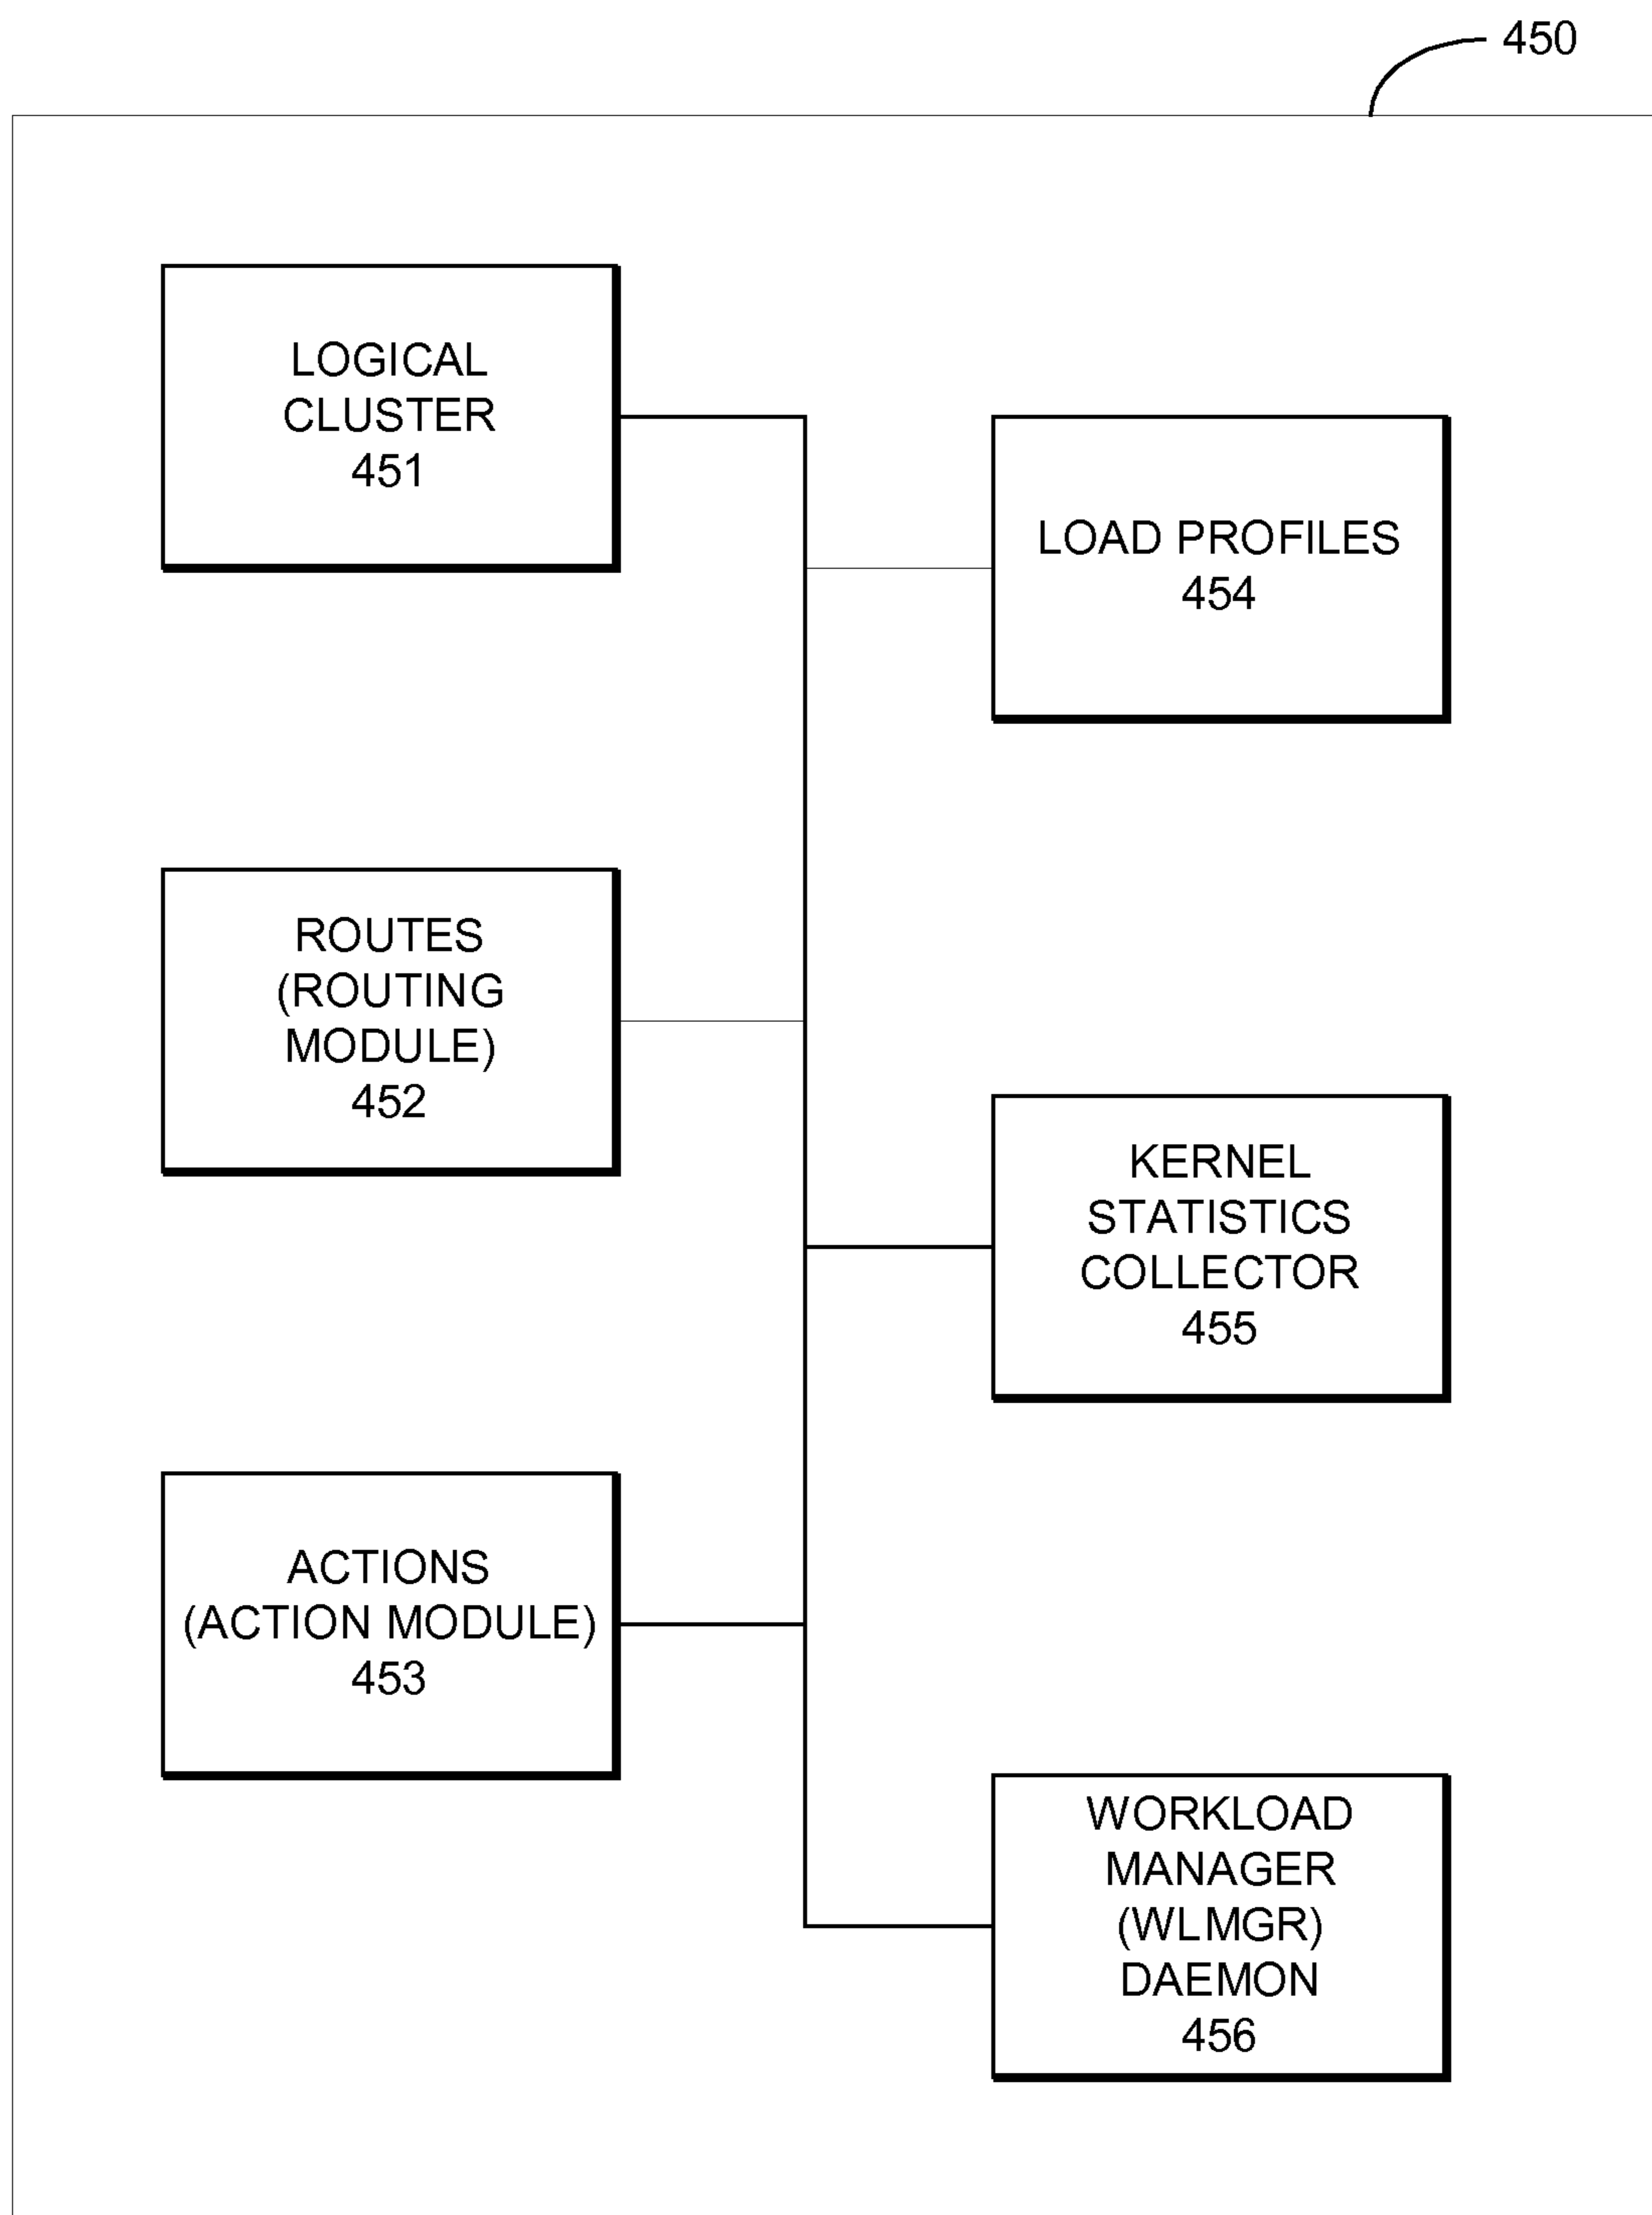 450
LOGICAL
CLUSTER
451
LOAD PROFILES
454
ROUTES
(ROUTING
MODULE)
452
KERNEL
STATISTICS
COLLECTOR
455
ACTIONS
(ACTION MODULE)
453
WORKLOAD
MANAGER
(WLMGR)
DAEMON
456